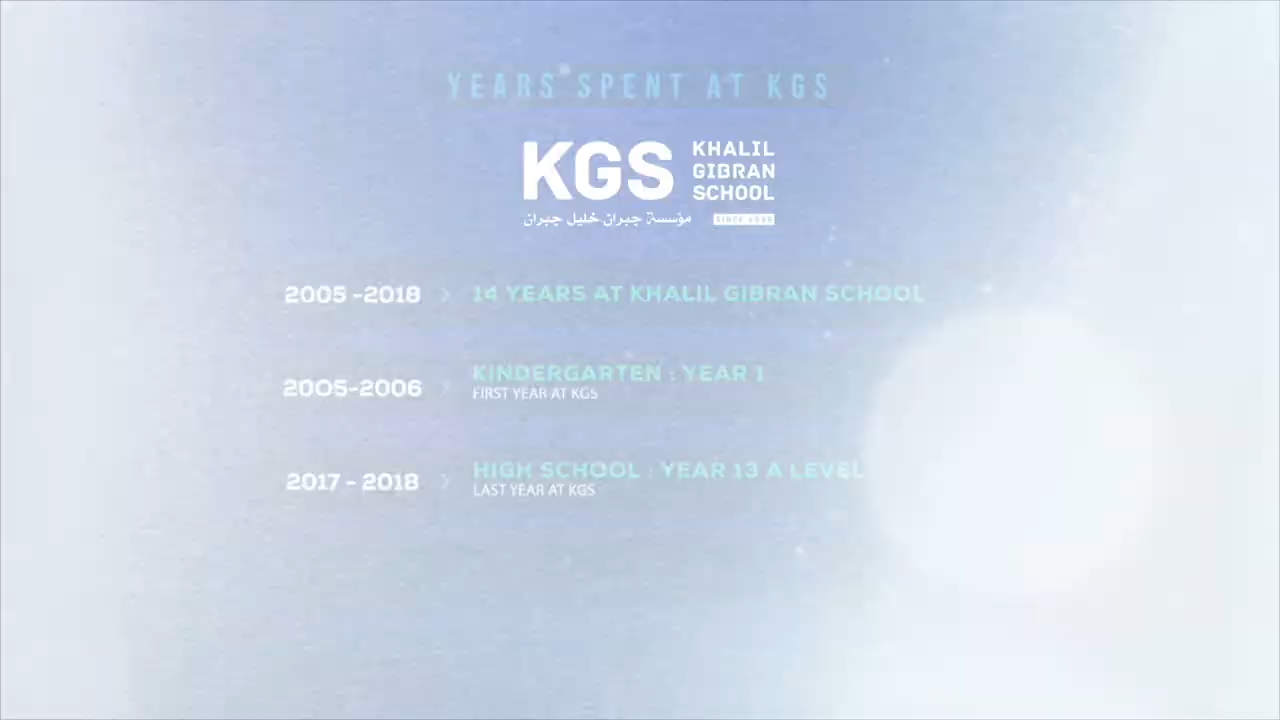 YEARS SPENT AT KGS
KGS
KHALIL
GIBRAN
SCHOOL
مؤسسة جبران خليل جبران
SINCE
2005 -2018 › 14 YEARS AT KHALIL GIBRAN SCHOOL
2005-2006 › KINDERGARTEN : YEAR 1
FIRST YEAR AT KGS
2017 - 2018 › HIGH SCHOOL : YEAR 13 A LEVEL
LAST YEAR AT KGS